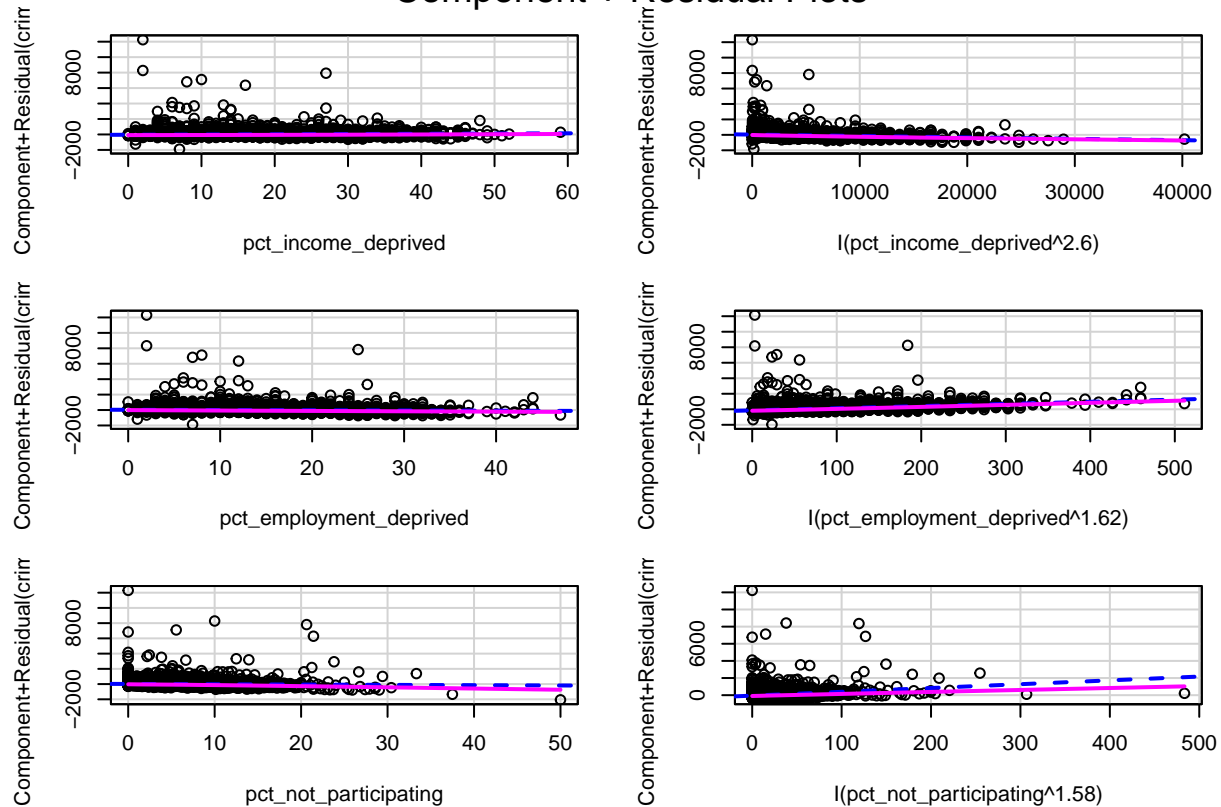 Component + Residual Plots
Component+Residual(crim
−2000 8000
0 10 20 30 40 50 60
pct_income_deprived
Component+Residual(crim
−2000 8000
0 10000 20000 30000 40000
I(pct_income_deprived^2.6)
Component+Residual(crim
−2000 8000
0 10 20 30 40
pct_employment_deprived
Component+Residual(crim
−2000 8000
0 100 200 300 400 500
I(pct_employment_deprived^1.62)
Component+Residual(crim
−2000 8000
0 10 20 30 40 50
pct_not_participating
Component+Residual(crim
0 6000
0 100 200 300 400 500
I(pct_not_participating^1.58)